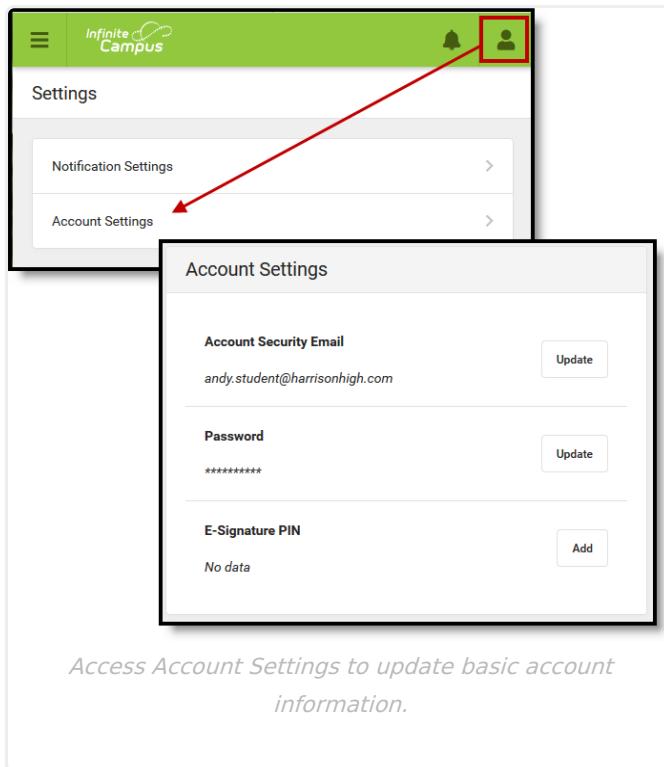 Infinite
Campus
Settings
Notification Settings
Account Settings
Account Settings
Account Security Email
andy.student@harrisonhigh.com
Update
Password
**********
Update
E-Signature PIN
No data
Add
Access Account Settings to update basic account
information.